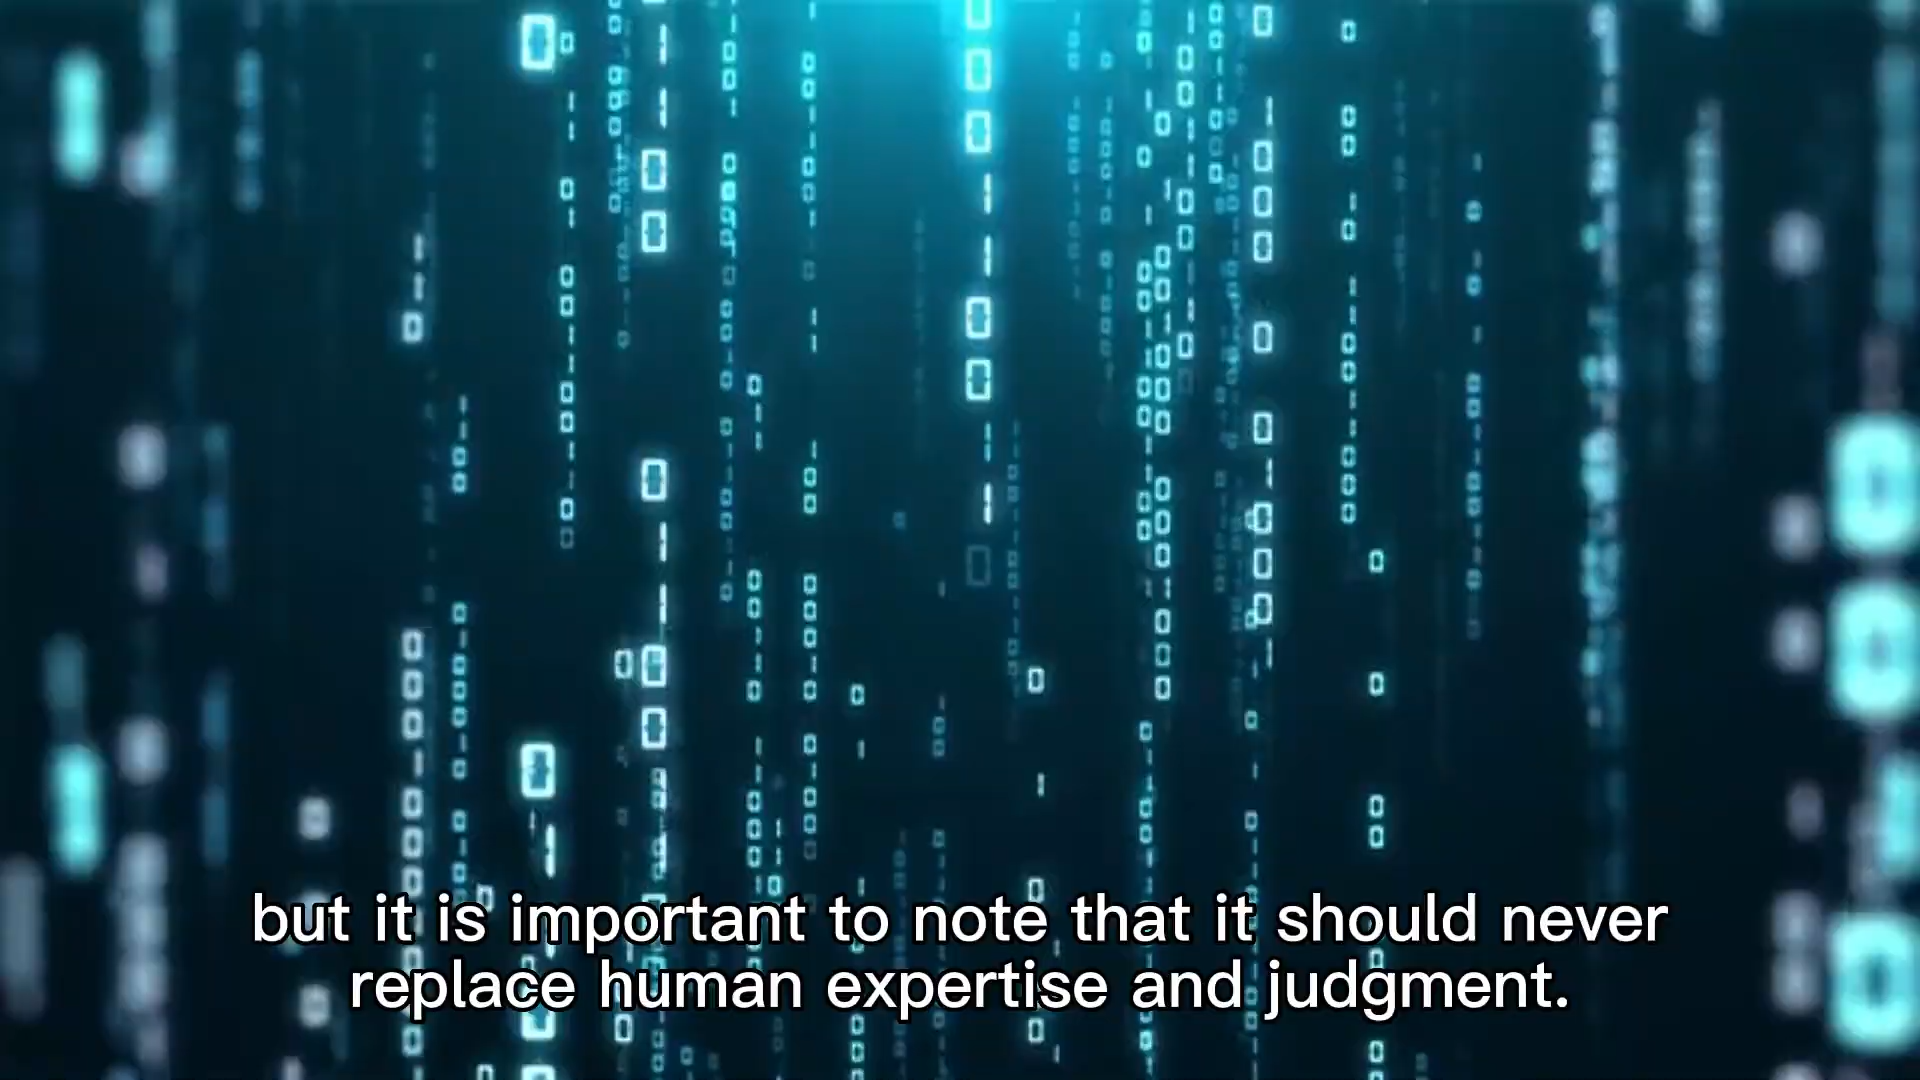 but it is important to note that it should never
replace human expertise and judgment.